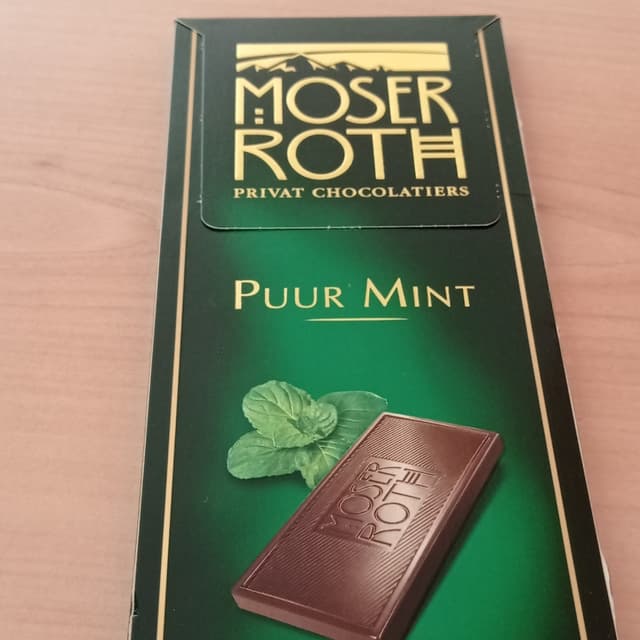 MOSER
ROTH
PRIVAT CHOCOLATIERS
PUUR MINT
MOSER
ROTH